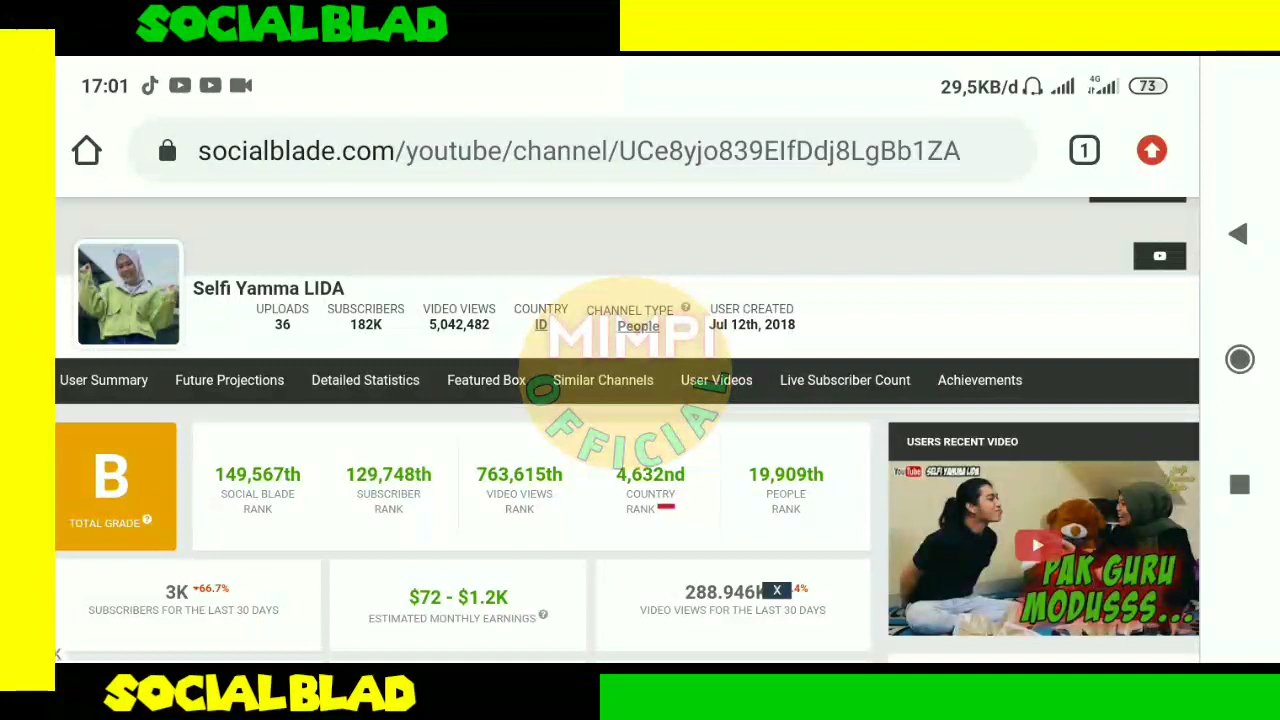 SOCIALBLAD
17:01
29,5KB/d
4G
73
socialblade.com/youtube/channel/UCe8yjo839EIfDdj8LgBb1ZA
1
Selfi Yamma LIDA
UPLOADS SUBSCRIBERS VIDEO VIEWS COUNTRY CHANNEL TYPE USER CREATED
36 182K 5,042,482 ID People Jul 12th, 2018
MIMPI
OFFICIAL
User Summary Future Projections Detailed Statistics Featured Box Similar Channels User Videos Live Subscriber Count Achievements
B
TOTAL GRADE
149,567th 129,748th 763,615th 4,632nd 19,909th
SOCIAL BLADE SUBSCRIBER VIDEO VIEWS COUNTRY PEOPLE
RANK RANK RANK RANK RANK
USERS RECENT VIDEO
YouTube SELFI YAMMA LIDA
PAK GURU
MODUSSS...
3K 66.7%
SUBSCRIBERS FOR THE LAST 30 DAYS
$72 - $1.2K
ESTIMATED MONTHLY EARNINGS
288.946K X 4%
VIDEO VIEWS FOR THE LAST 30 DAYS
SOCIALBLAD